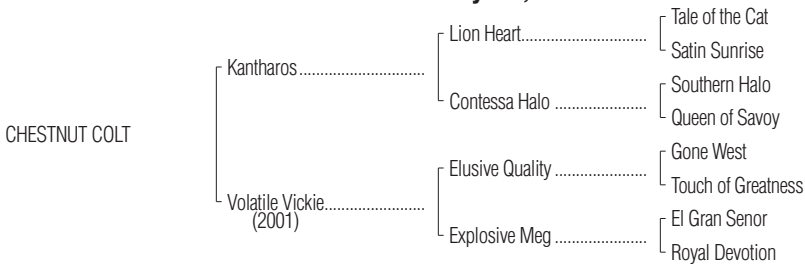 Tale of the Cat
Lion Heart..............................
Satin Sunrise
Kantharos..............................
Southern Halo
Contessa Halo ......................
Queen of Savoy
CHESTNUT COLT
Gone West
Elusive Quality ......................
Touch of Greatness
Volatile Vickie........................
(2001)
El Gran Senor
Explosive Meg ......................
Royal Devotion